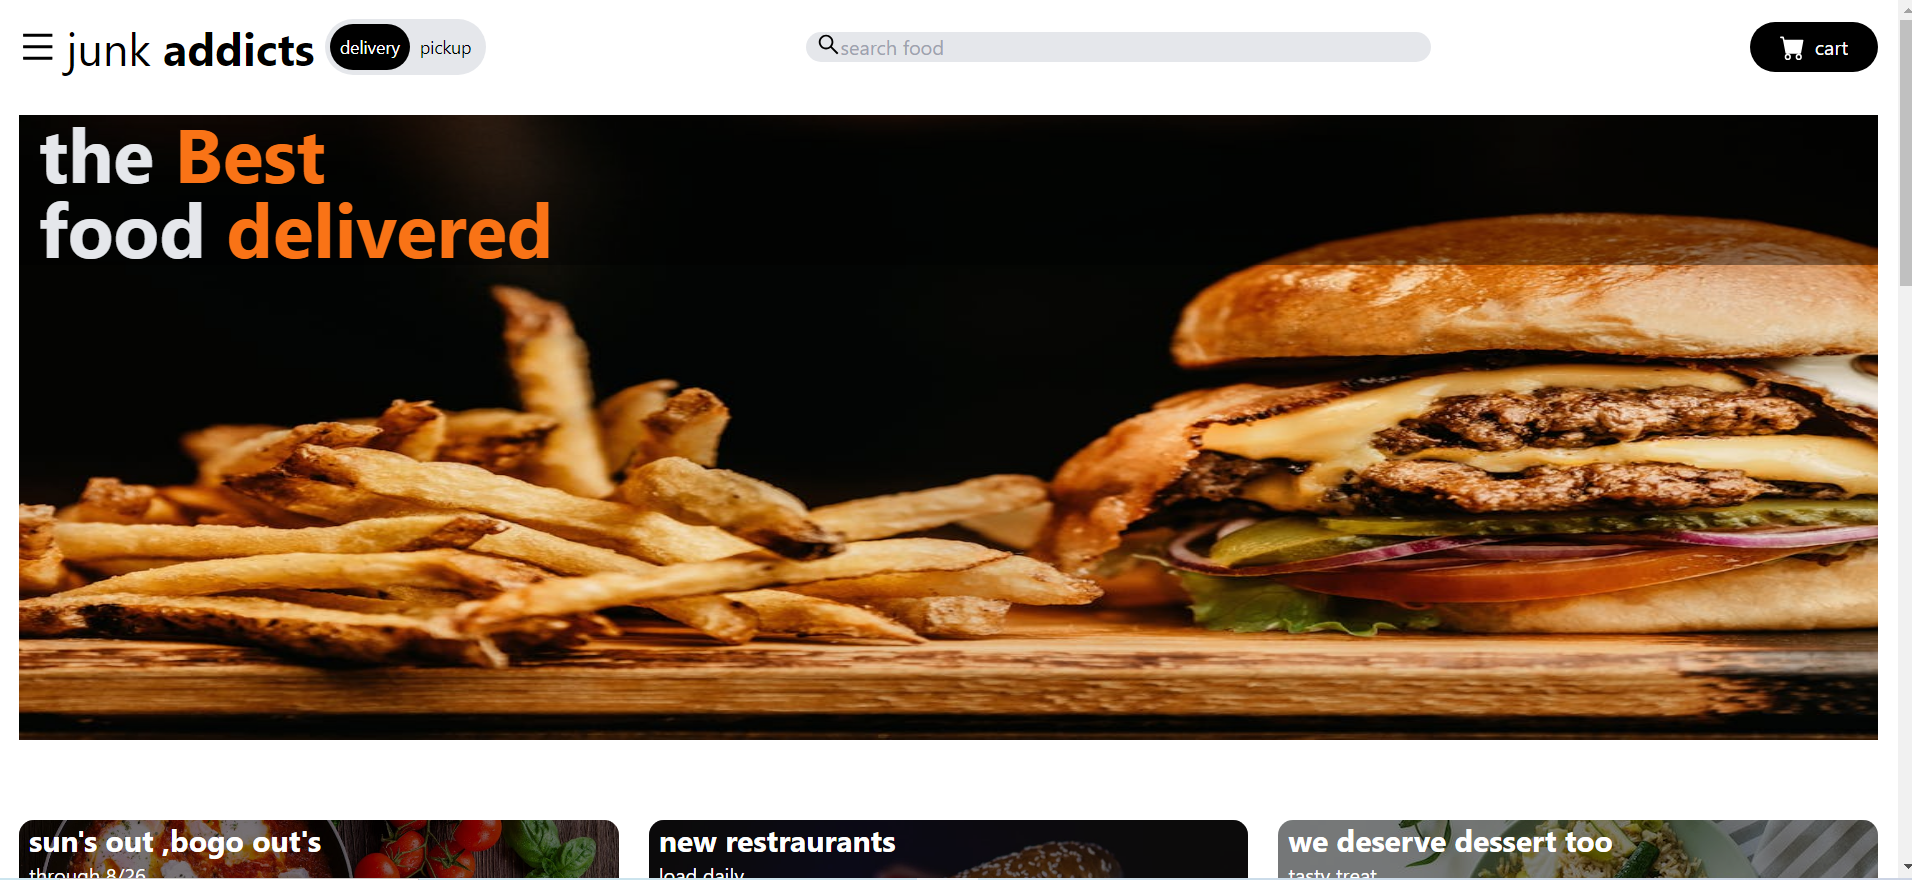 junk addicts
delivery pickup
search food
cart
the Best
food delivered
sun's out ,bogo out's
through 8/26
new restraurants
load daily
we deserve dessert too
tasty treat